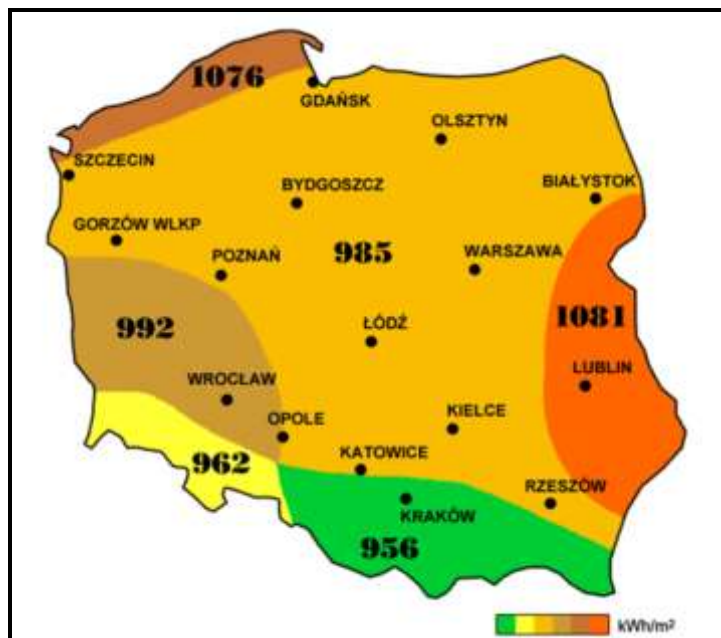 1076
GDAŃSK
OLSZTYN
SZCZECIN
BYDGOSZCZ
BIAŁYSTOK
GORZÓW WLKP
985
POZNAŃ
WARSZAWA
992
ŁÓDŹ
1081
WROCŁAW
LUBLIN
OPOLE
KIELCE
962
KATOWICE
RZESZÓW
KRAKÓW
956
kWh/m²